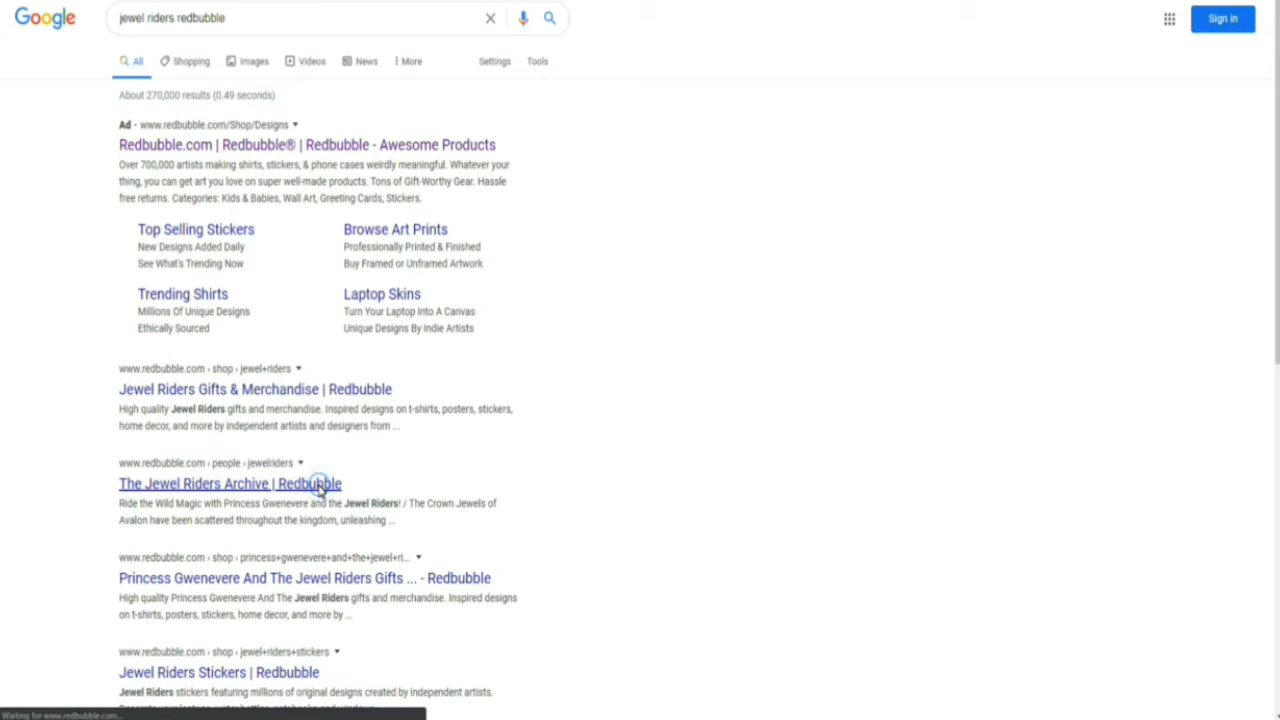 Google
jewel riders redbubble
Sign in
All Shopping Images Videos News More Settings Tools
About 270,000 results (0.49 seconds)
Ad · www.redbubble.com/Shop/Designs
Redbubble.com | Redbubble® | Redbubble - Awesome Products
Over 700,000 artists making shirts, stickers, & phone cases weirdly meaningful. Whatever your
thing, you can get art you love on super well-made products. Tons of Gift-Worthy Gear. Hassle
free returns. Categories: Kids & Babies, Wall Art, Greeting Cards, Stickers.
Top Selling Stickers
New Designs Added Daily
See What's Trending Now
Browse Art Prints
Professionally Printed & Finished
Buy Framed or Unframed Artwork
Trending Shirts
Millions Of Unique Designs
Ethically Sourced
Laptop Skins
Turn Your Laptop Into A Canvas
Unique Designs By Indie Artists
www.redbubble.com › shop › jewel+riders
Jewel Riders Gifts & Merchandise | Redbubble
High quality Jewel Riders gifts and merchandise. Inspired designs on t-shirts, posters, stickers,
home decor, and more by independent artists and designers from ...
www.redbubble.com › people › jewelriders
The Jewel Riders Archive | Redbubble
Ride the Wild Magic with Princess Gwenevere and the Jewel Riders! / The Crown Jewels of
Avalon have been scattered throughout the kingdom, unleashing ...
www.redbubble.com › shop › princess+gwenevere+and+the+jewel+ri...
Princess Gwenevere And The Jewel Riders Gifts ... - Redbubble
High quality Princess Gwenevere And The Jewel Riders gifts and merchandise. Inspired designs
on t-shirts, posters, stickers, home decor, and more by ...
www.redbubble.com › shop › jewel+riders+stickers
Jewel Riders Stickers | Redbubble
Jewel Riders stickers featuring millions of original designs created by independent artists.
Waiting for www.redbubble.com...